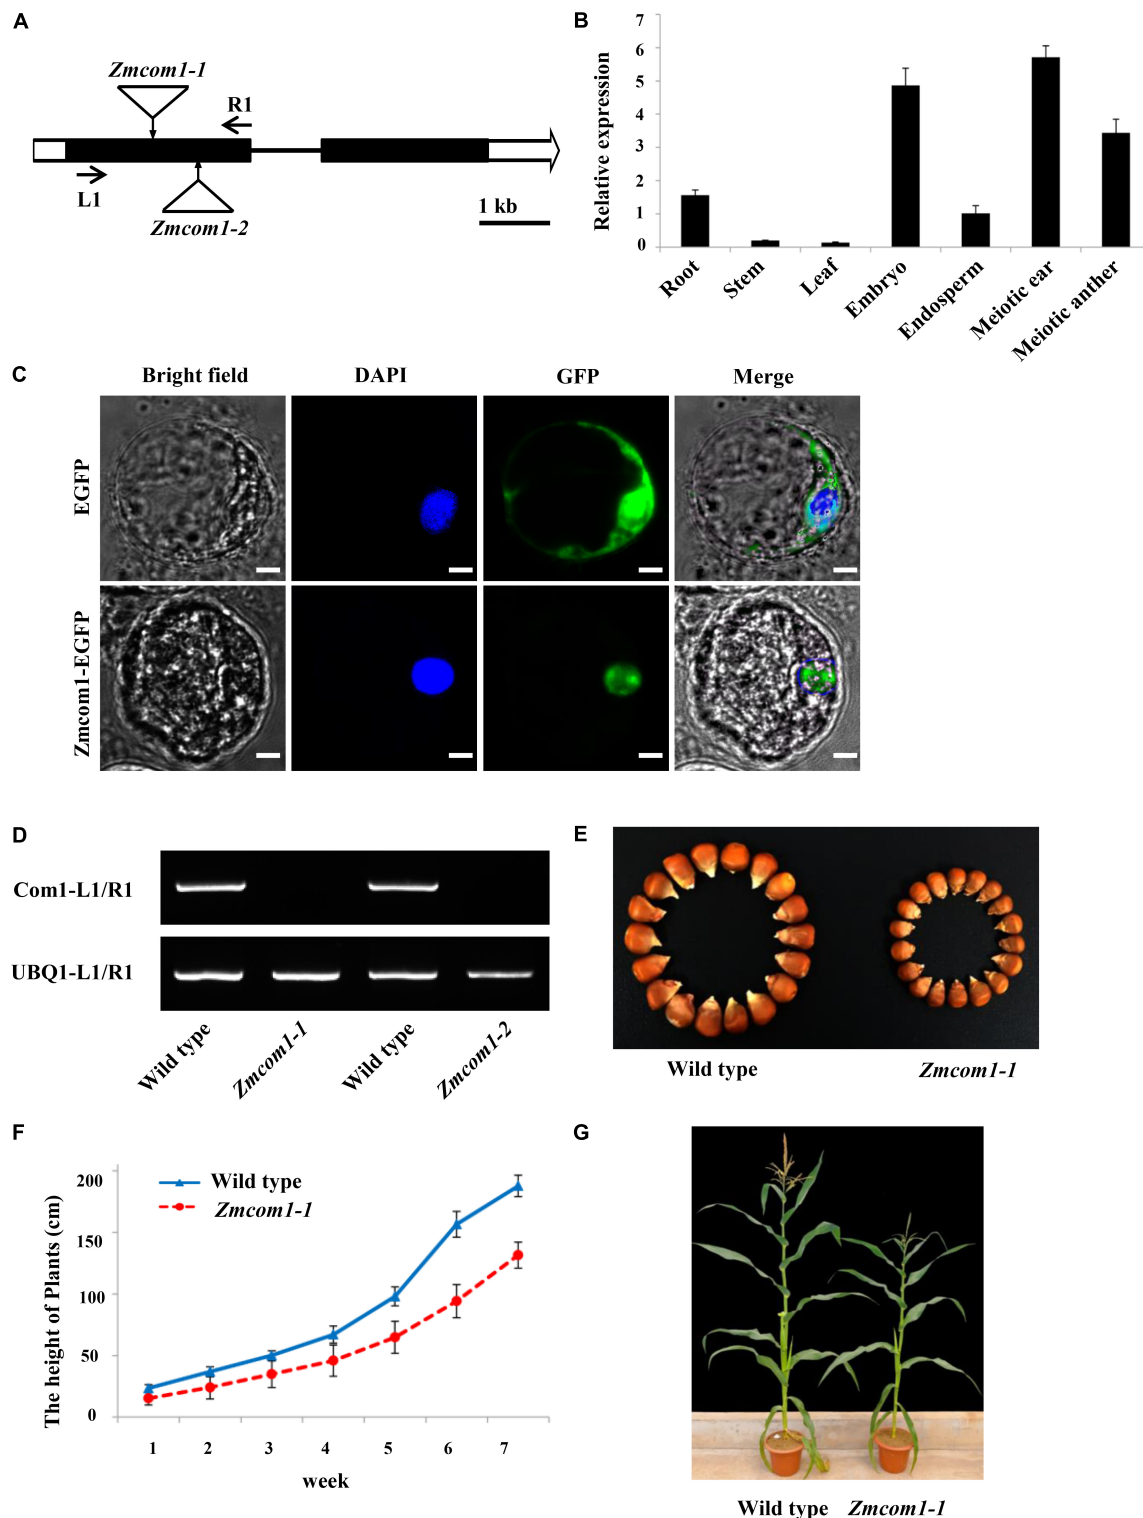 A
Zmcom1-1
R1
L1
Zmcom1-2
1 kb
B
Relative expression
7
6
5
4
3
2
1
0
Root
Stem
Leaf
Embryo
Endosperm
Meiotic ear
Meiotic anther
C
Bright field DAPI GFP Merge
EGFP
Zmcom1-EGFP
D
Com1-L1/R1
UBQ1-L1/R1
Wild type
Zmcom1-1
Wild type
Zmcom1-2
E
Wild type Zmcom1-1
F
The height of Plants (cm)
200
150
100
50
0
Wild type
Zmcom1-1
1 2 3 4 5 6 7
week
G
Wild type Zmcom1-1